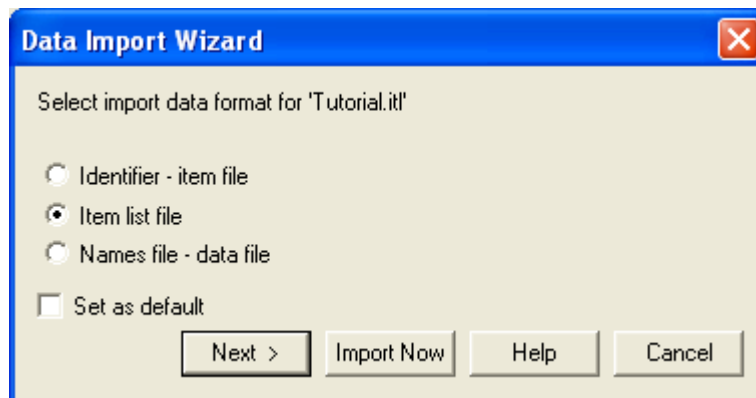 Data Import Wizard
Select import data format for 'Tutorial.itl'
Identifier - item file
Item list file
Names file - data file
Set as default
Next >
Import Now
Help
Cancel